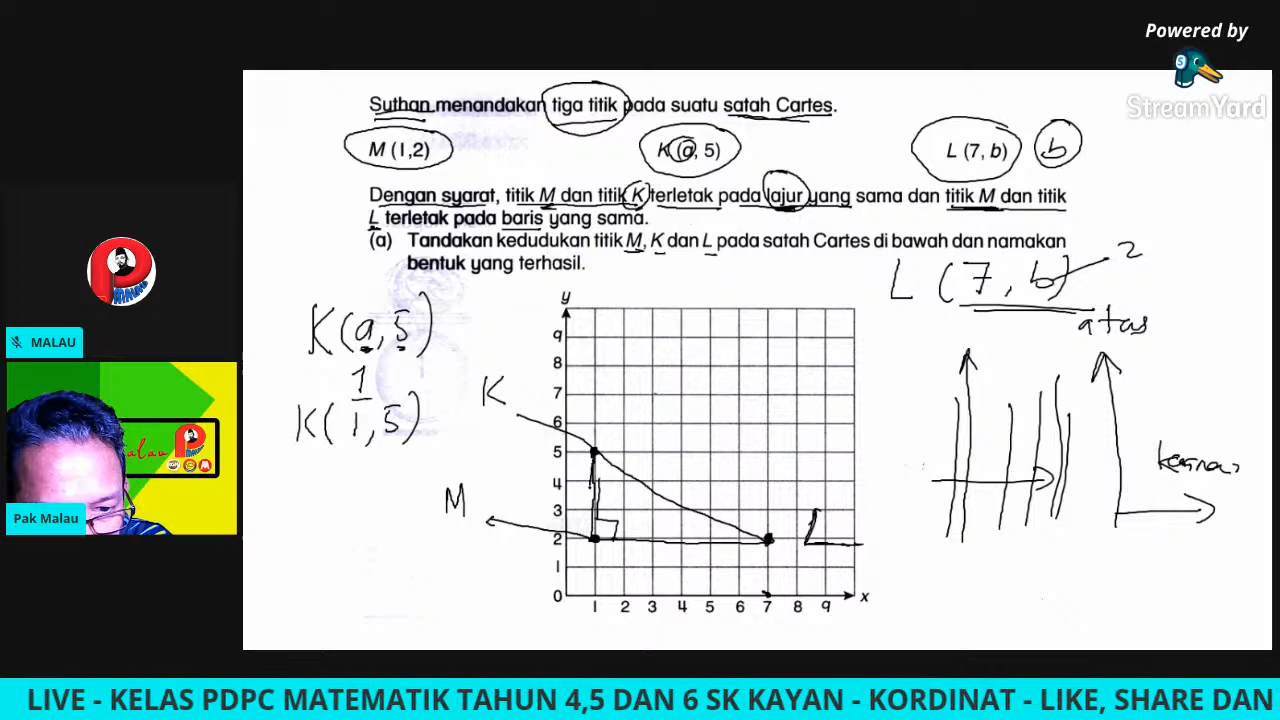 Powered by
StreamYard
Suthan menandakan tiga titik pada suatu satah Cartes.
M (1,2) K (a, 5) L (7, b) b
Dengan syarat, titik M dan titik K terletak pada lajur yang sama dan titik M dan titik
L terletak pada baris yang sama.
(a) Tandakan kedudukan titik M, K dan L pada satah Cartes di bawah dan namakan
bentuk yang terhasil.
L (7, b) 2
K(a,5)
1
K(1,5)
atas
y
9
8
7
6
5
4
3
2
1
0
1 2 3 4 5 6 7 8 9 x
K
M
L
MALAU
Pak Malau
LIVE - KELAS PDPC MATEMATIK TAHUN 4,5 DAN 6 SK KAYAN - KORDINAT - LIKE, SHARE DAN